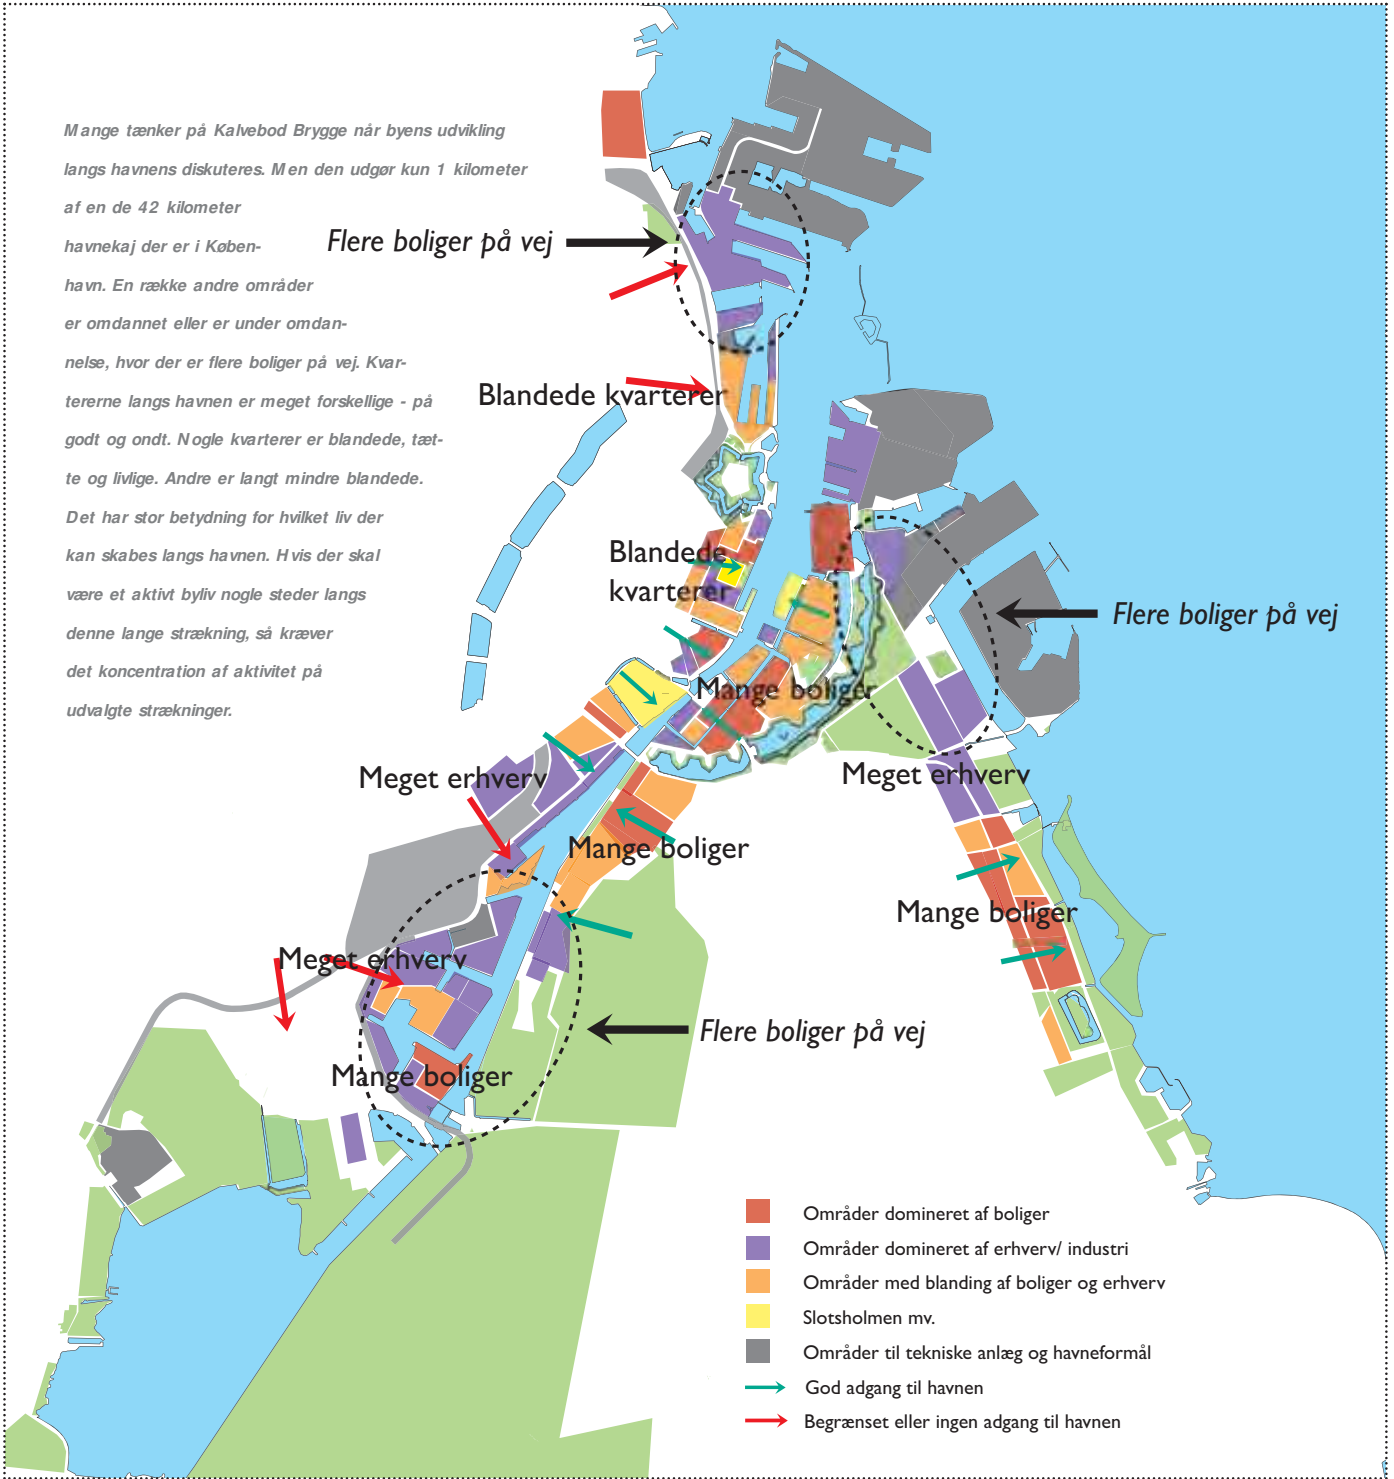 Mange tænker på Kalvebod Brygge når byens udvikling
langs havnens diskuteres. Men den udgør kun 1 kilometer
af en de 42 kilometer
havnekaj der er i Køben-
havn. En række andre områder
er omdannet eller er under omdan-
nelse, hvor der er flere boliger på vej. Kvar-
tererne langs havnen er meget forskellige - på
godt og ondt. Nogle kvarterer er blandede, tæt-
te og livlige. Andre er langt mindre blandede.
Det har stor betydning for hvilket liv der
kan skabes langs havnen. Hvis der skal
være et aktivt byliv nogle steder langs
denne lange strækning, så kræver
det koncentration af aktivitet på
udvalgte strækninger.
Flere boliger på vej
Blandede kvarterer
Blandede
kvarterer
Flere boliger på vej
Mange boliger
Meget erhverv
Meget erhverv
Mange boliger
Mange boliger
Meget erhverv
Flere boliger på vej
Mange boliger
Områder domineret af boliger
Områder domineret af erhverv/ industri
Områder med blanding af boliger og erhverv
Slotsholmen mv.
Områder til tekniske anlæg og havneformål
God adgang til havnen
Begrænset eller ingen adgang til havnen